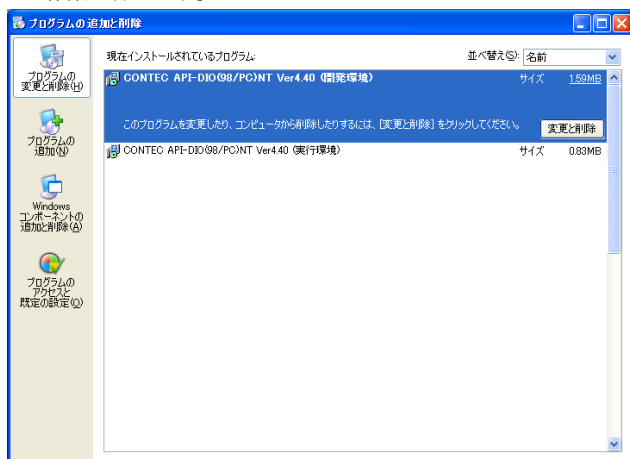 プログラムの追加と削除
プログラムの
変更と削除(H)
プログラムの
追加(N)
Windows
コンポーネントの
追加と削除(A)
プログラムの
アクセスと
既定の設定(O)
現在インストールされているプログラム: 並べ替え(S): 名前
CONTEC API-DIO(98/PC)NT Ver4.40 (開発環境) サイズ 1.59MB
このプログラムを変更したり、コンピュータから削除したりするには、[変更と削除] をクリックしてください。 変更と削除
CONTEC API-DIO(98/PC)NT Ver4.40 (実行環境) サイズ 0.83MB